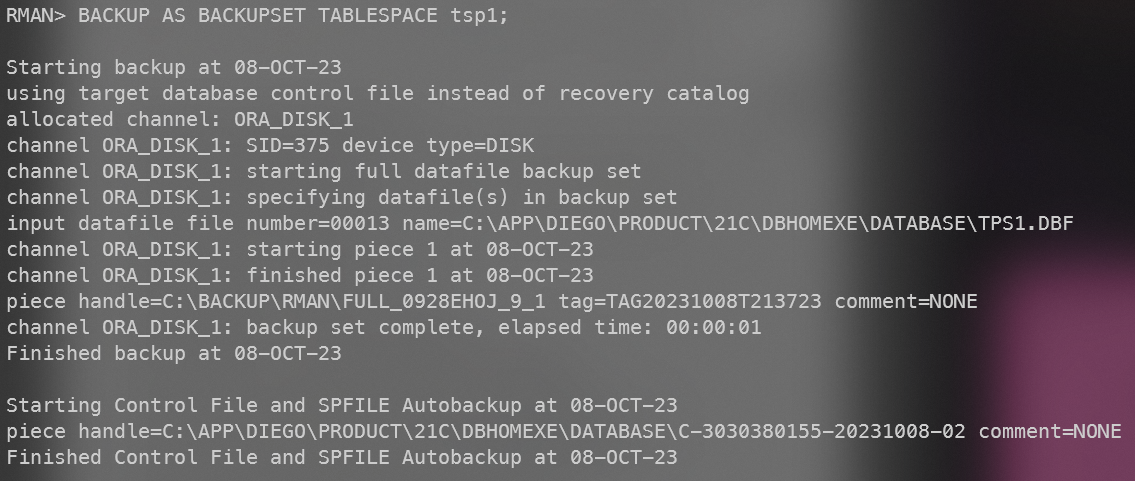 RMAN> BACKUP AS BACKUPSET TABLESPACE tsp1;
Starting backup at 08-OCT-23
using target database control file instead of recovery catalog
allocated channel: ORA_DISK_1
channel ORA_DISK_1: SID=375 device type=DISK
channel ORA_DISK_1: starting full datafile backup set
channel ORA_DISK_1: specifying datafile(s) in backup set
input datafile file number=00013 name=C:\APP\DIEGO\PRODUCT\21C\DBHOMEXE\DATABASE\TPS1.DBF
channel ORA_DISK_1: starting piece 1 at 08-OCT-23
channel ORA_DISK_1: finished piece 1 at 08-OCT-23
piece handle=C:\BACKUP\RMAN\FULL_0928EHOJ_9_1 tag=TAG20231008T213723 comment=NONE
channel ORA_DISK_1: backup set complete, elapsed time: 00:00:01
Finished backup at 08-OCT-23
Starting Control File and SPFILE Autobackup at 08-OCT-23
piece handle=C:\APP\DIEGO\PRODUCT\21C\DBHOMEXE\DATABASE\C-3030380155-20231008-02 comment=NONE
Finished Control File and SPFILE Autobackup at 08-OCT-23